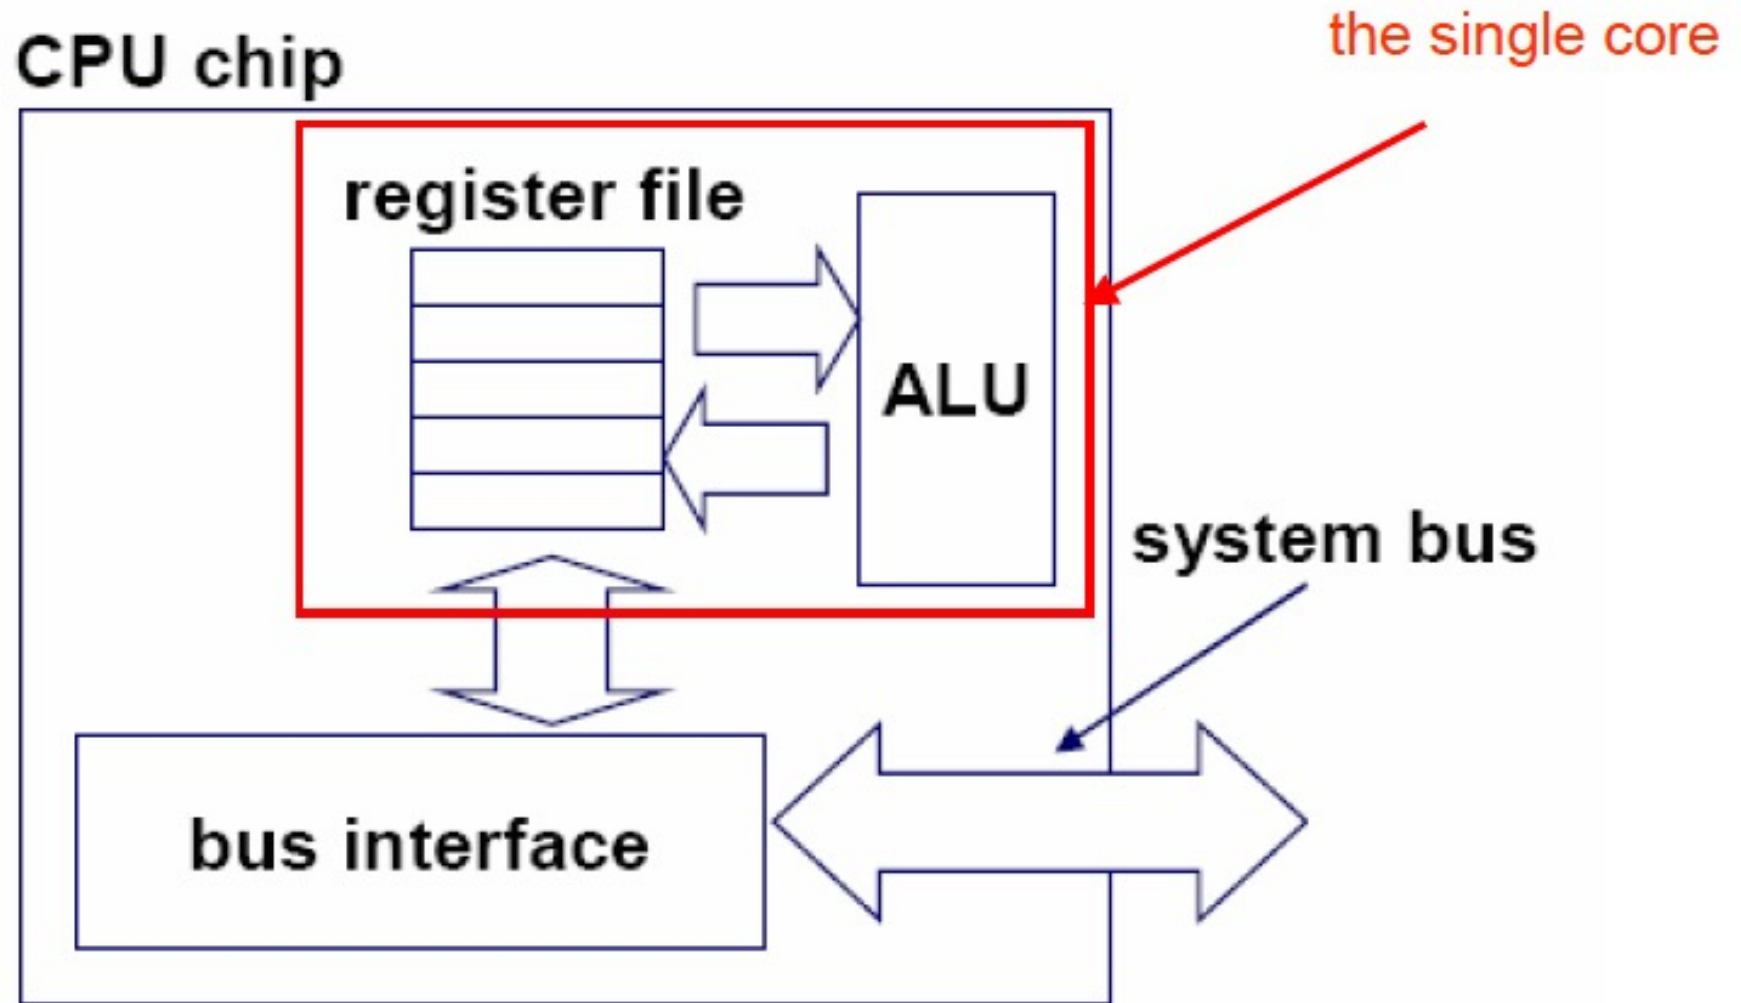 the single core
CPU chip
register file
ALU
system bus
bus interface